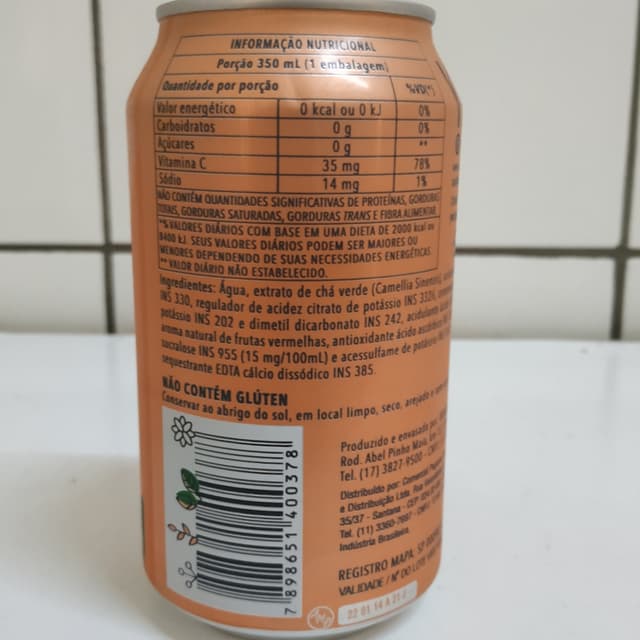 INFORMAÇÃO NUTRICIONAL
Porção 350 mL (1 embalagem)
Quantidade por porção %VD(*)
Valor energético 0 kcal ou 0 kJ 0%
Carboidratos 0 g 0%
Açúcares 0 g **
Vitamina C 35 mg 78%
Sódio 14 mg 1%
NÃO CONTÉM QUANTIDADES SIGNIFICATIVAS DE PROTEÍNAS, GORDURAS
TOTAIS, GORDURAS SATURADAS, GORDURAS TRANS E FIBRA ALIMENTAR.
*%VALORES DIÁRIOS COM BASE EM UMA DIETA DE 2000 kcal ou
8400 kJ. SEUS VALORES DIÁRIOS PODEM SER MAIORES OU
MENORES DEPENDENDO DE SUAS NECESSIDADES ENERGÉTICAS.
** VALOR DIÁRIO NÃO ESTABELECIDO.
Ingredientes: Água, extrato de chá verde (Camellia
INS 330, regulador de acidez citrato de potássio INS
potássio INS 202 e dimetil dicarbonato INS 242, acidulante
aroma natural de frutas vermelhas, antioxidante ácido
sucralose INS 955 (15 mg/100mL) e acessulfame de
sequestrante EDTA cálcio dissódico INS 385.
NÃO CONTÉM GLÚTEN
Conservar ao abrigo do sol, em local limpo, seco, arejado e
Produzido e envasado por:
Rod. Abel Pinho Maia,
Tel. (17) 3827-9500 -
Distribuído por: Comercial
e Distribuição Ltda. Rua
35/37 - Santana - CEP
Tel. (11) 3360-7697 -
Indústria Brasileira.
REGISTRO MAPA: SP
VALIDADE / Nº DO LOTE
7 898651 400378